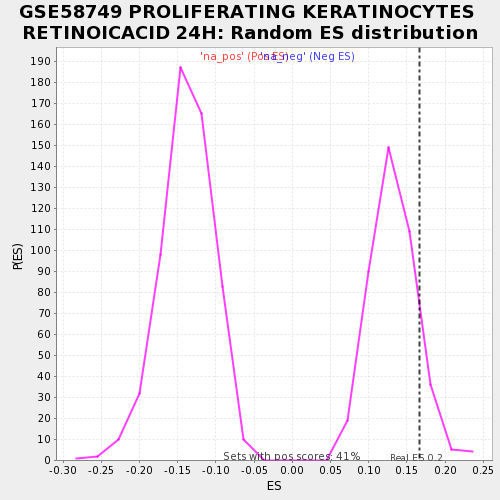 GSE58749 PROLIFERATING KERATINOCYTES
RETINOICACID 24H: Random ES distribution
'na_pos' (Pos ES) 'na_neg' (Neg ES)
190
180
170
160
150
140
130
120
110
100
90
80
70
60
50
40
30
20
10
0
P(ES)
Sets with pos scores: 41%
Real ES 0.2
-0.30 -0.25 -0.20 -0.15 -0.10 -0.05 0.00 0.05 0.10 0.15 0.20 0.25
ES